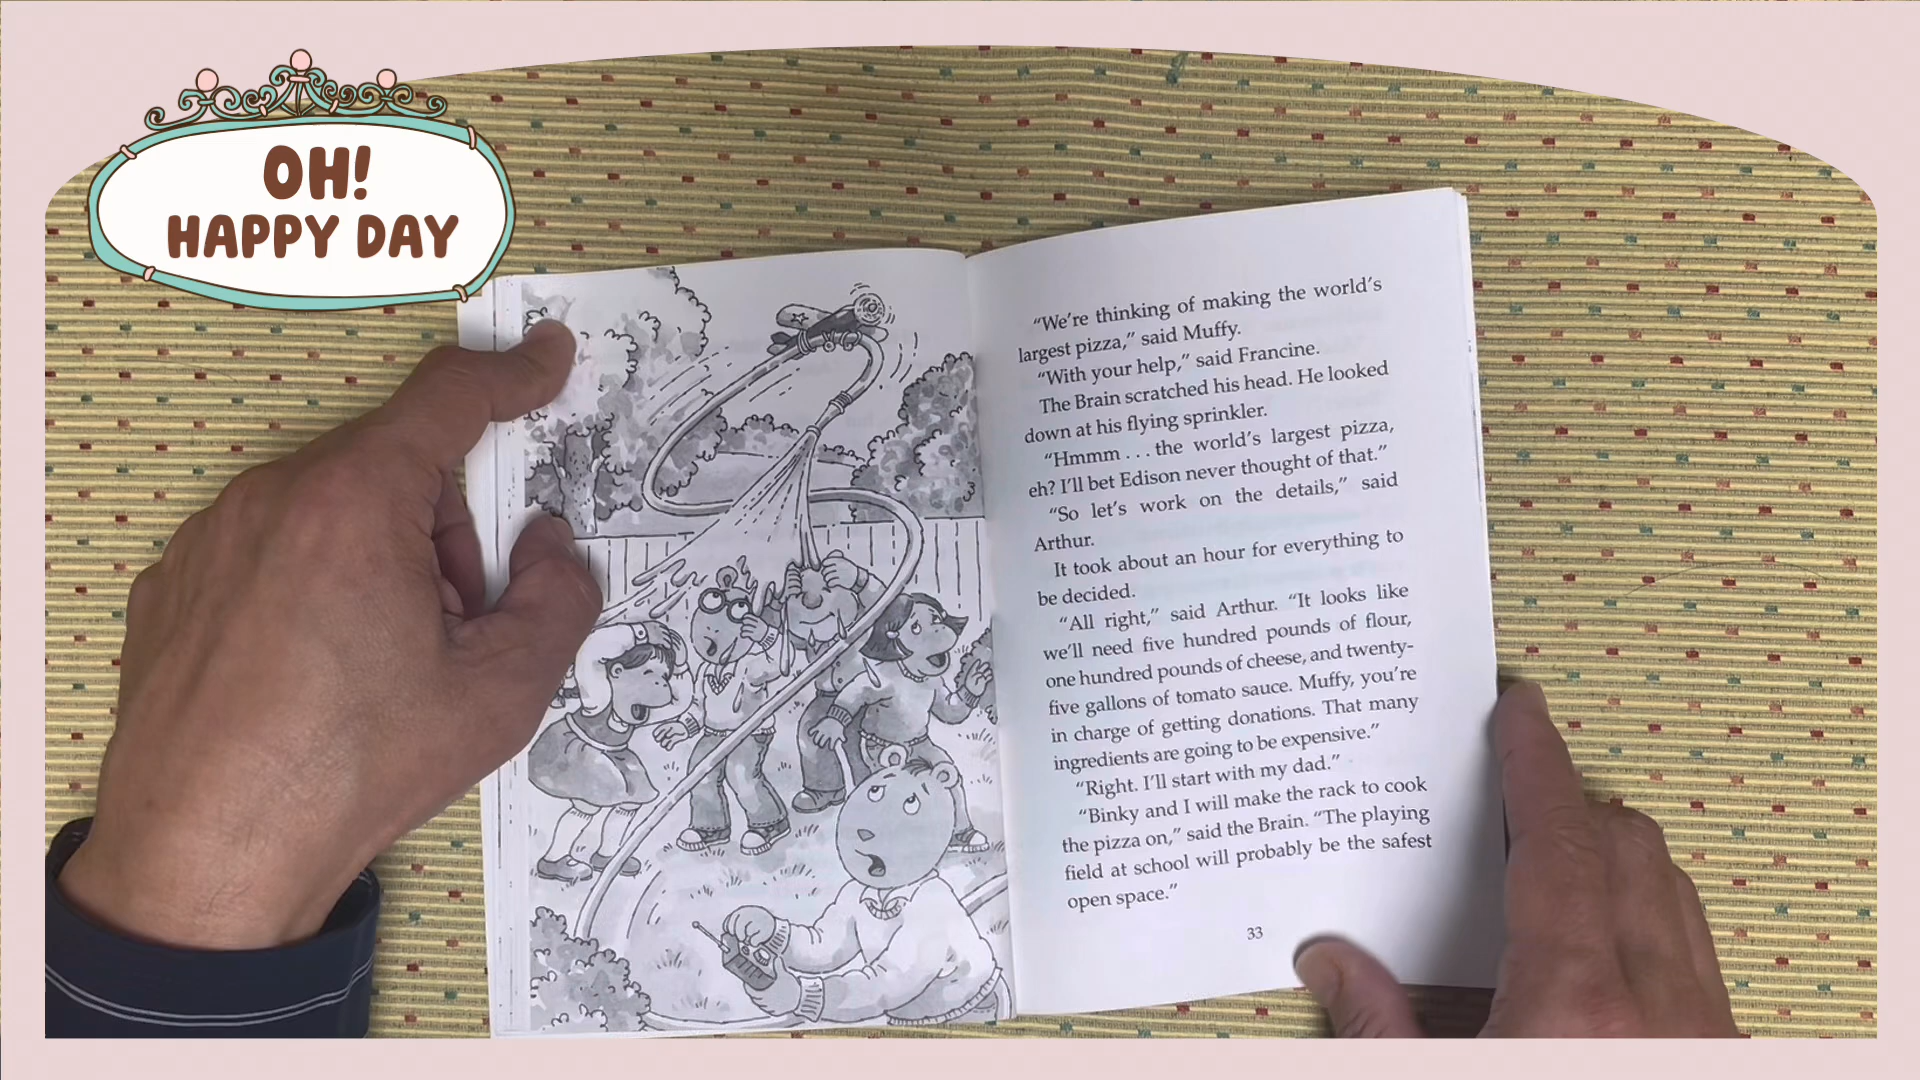 OH!
HAPPY DAY
“We’re thinking of making the world’s
largest pizza,” said Muffy.
“With your help,” said Francine.
The Brain scratched his head. He looked
down at his flying sprinkler.
“Hmmm . . . the world’s largest pizza,
eh? I’ll bet Edison never thought of that.”
“So let’s work on the details,” said
Arthur.
It took about an hour for everything to
be decided.
“All right,” said Arthur. “It looks like
we’ll need five hundred pounds of flour,
one hundred pounds of cheese, and twenty-
five gallons of tomato sauce. Muffy, you’re
in charge of getting donations. That many
ingredients are going to be expensive.”
“Right. I’ll start with my dad.”
“Binky and I will make the rack to cook
the pizza on,” said the Brain. “The playing
field at school will probably be the safest
open space.”
33